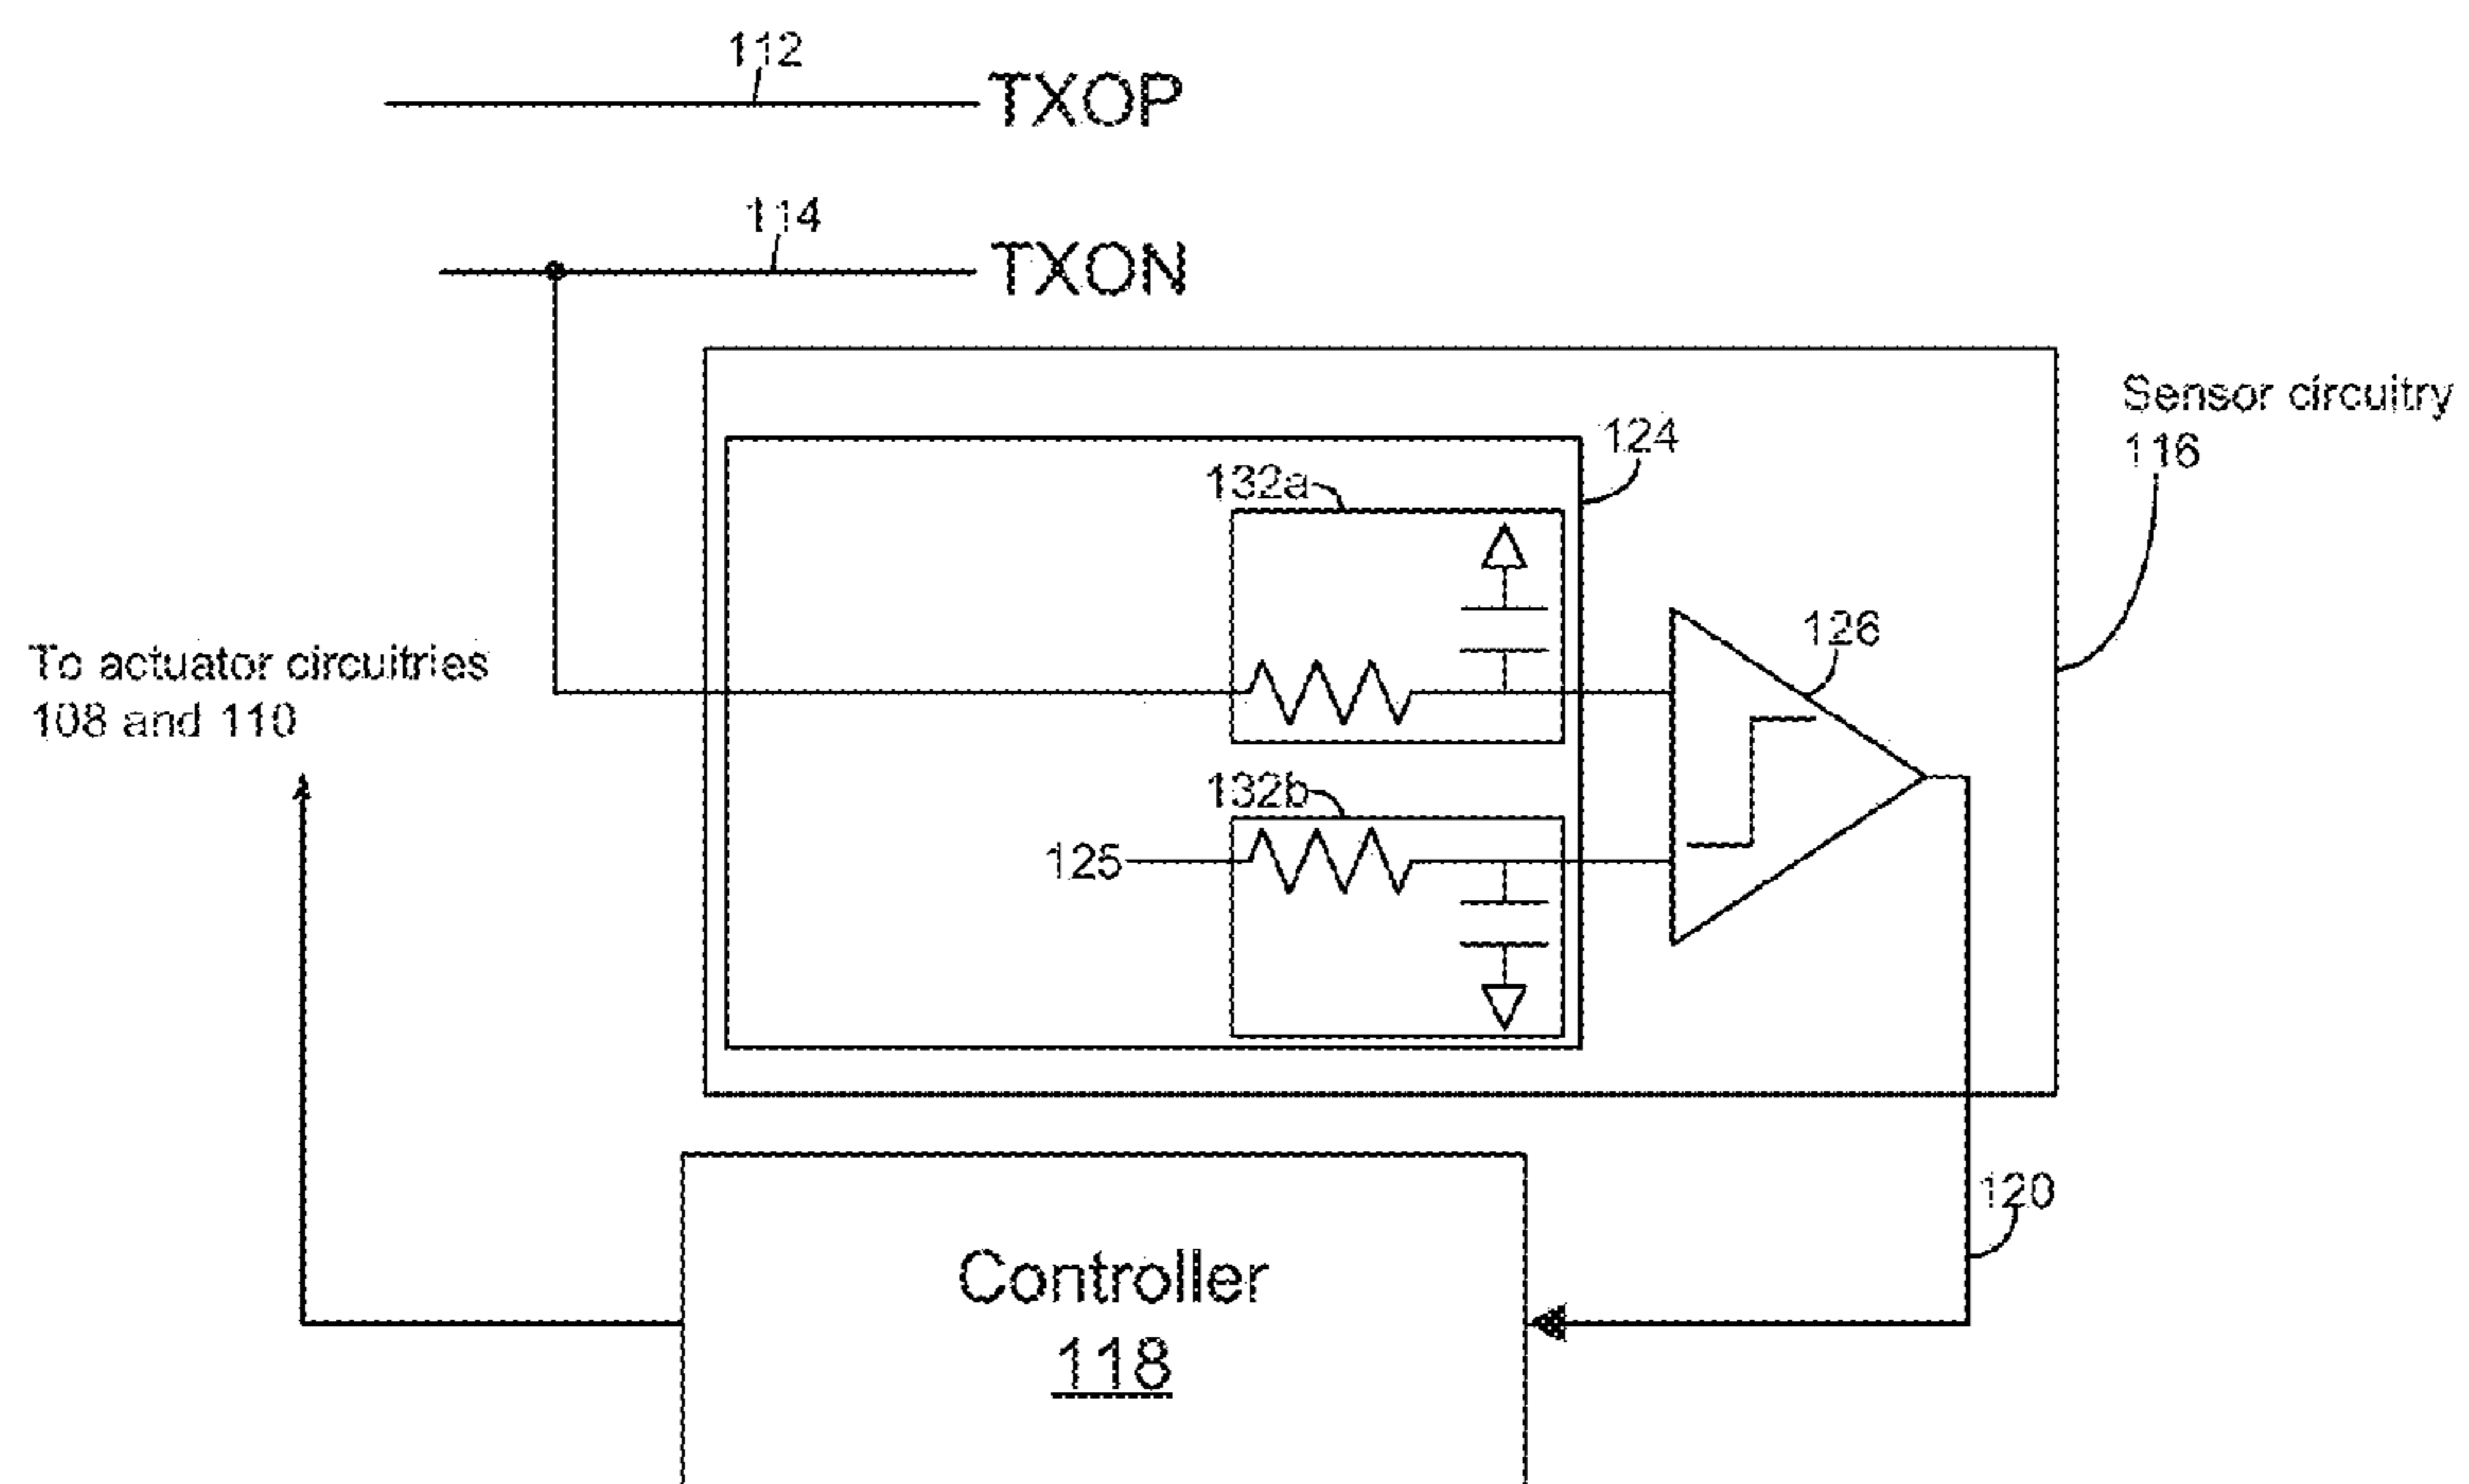 112
TXOP
114
TXON
Sensor circuitry
116
124
132a
126
To actuator circuitries
108 and 110
132b
125
120
Controller
118